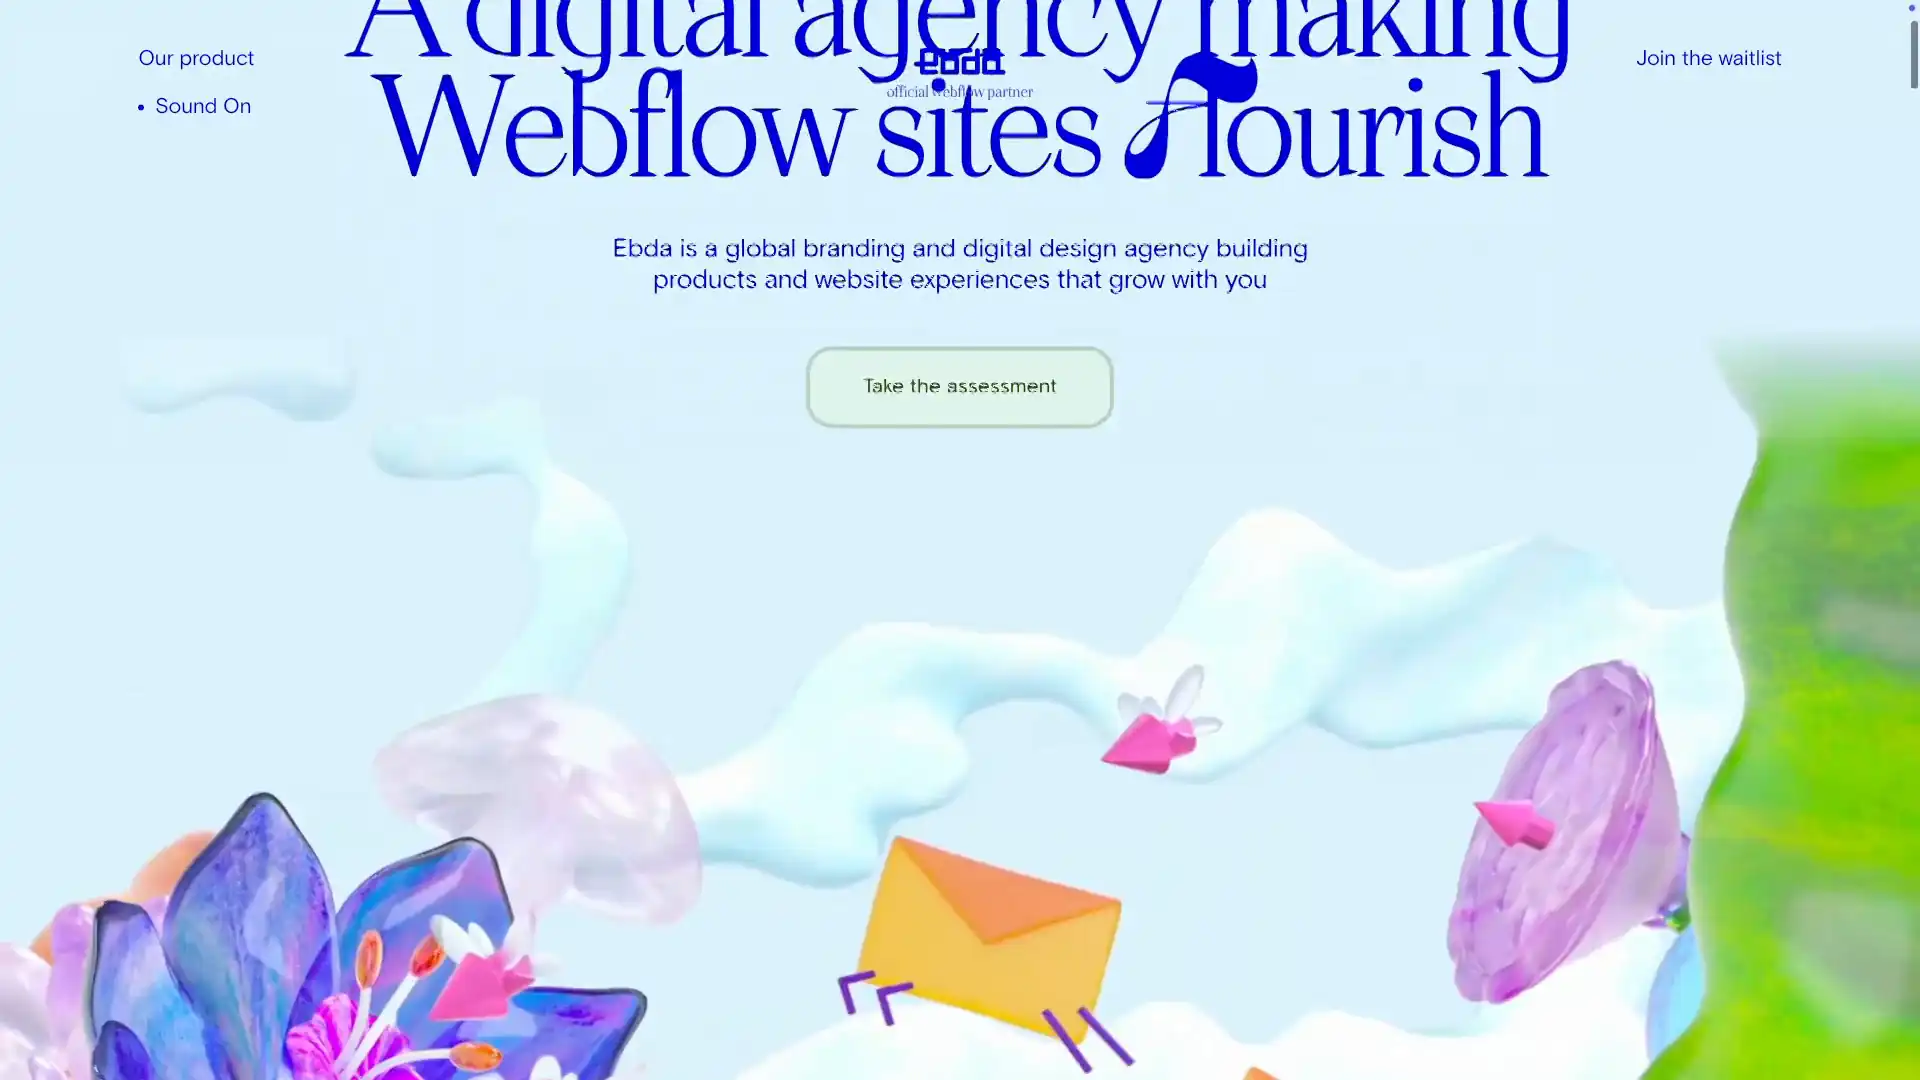 Our product
Sound On
ebda
official webflow partner
Join the waitlist
A digital agency making
Webflow sites flourish
Ebda is a global branding and digital design agency building
products and website experiences that grow with you
Take the assessment